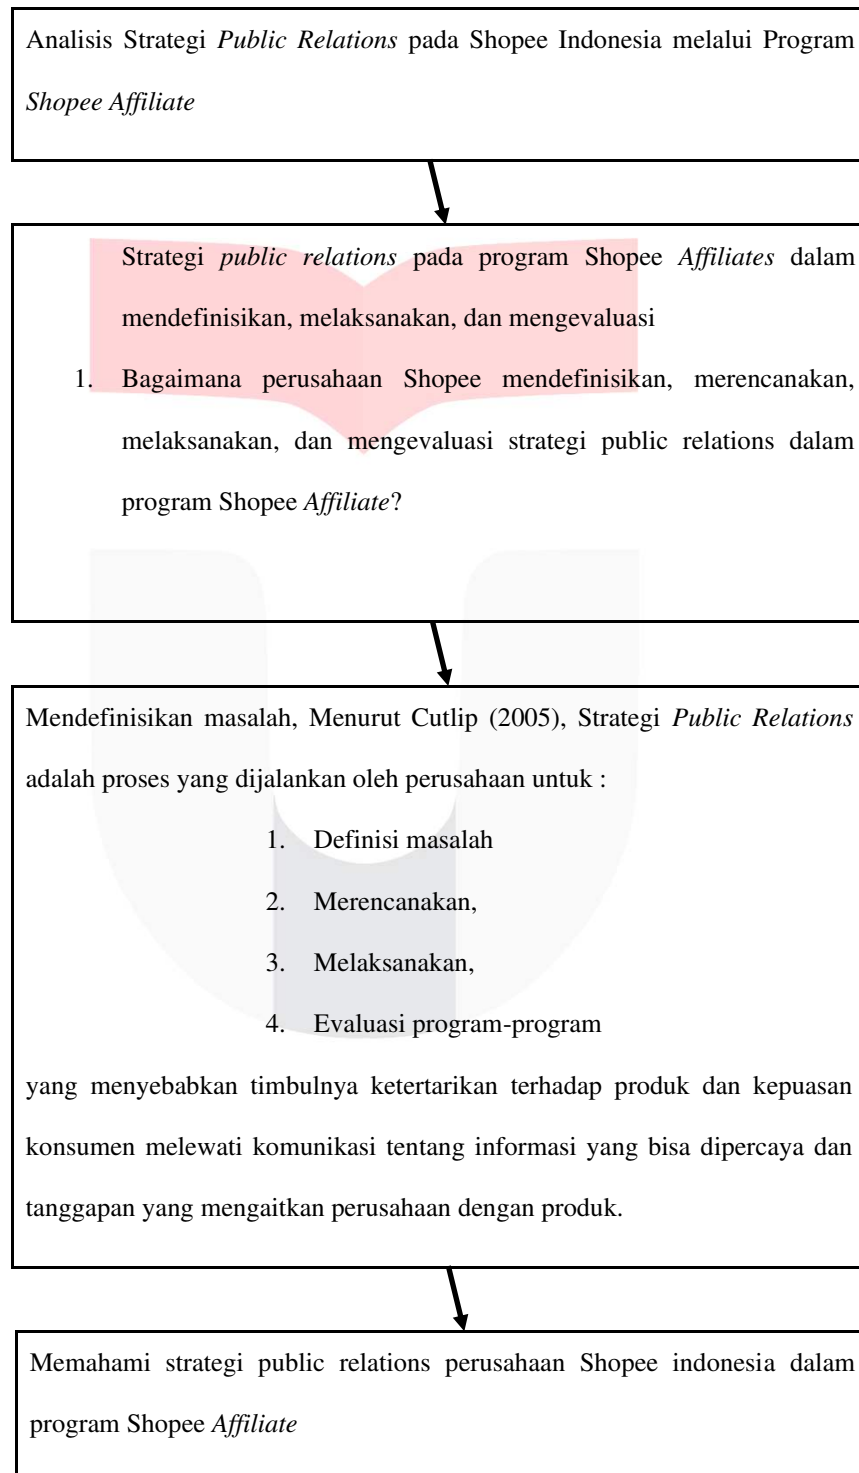 Analisis Strategi Public Relations pada Shopee Indonesia melalui Program
Shopee Affiliate
Strategi public relations pada program Shopee Affiliates dalam
mendefinisikan, melaksanakan, dan mengevaluasi
1. Bagaimana perusahaan Shopee mendefinisikan, merencanakan,
melaksanakan, dan mengevaluasi strategi public relations dalam
program Shopee Affiliate?
Mendefinisikan masalah, Menurut Cutlip (2005), Strategi Public Relations
adalah proses yang dijalankan oleh perusahaan untuk :
1. Definisi masalah
2. Merencanakan,
3. Melaksanakan,
4. Evaluasi program-program
yang menyebabkan timbulnya ketertarikan terhadap produk dan kepuasan
konsumen melewati komunikasi tentang informasi yang bisa dipercaya dan
tanggapan yang mengaitkan perusahaan dengan produk.
Memahami strategi public relations perusahaan Shopee indonesia dalam
program Shopee Affiliate